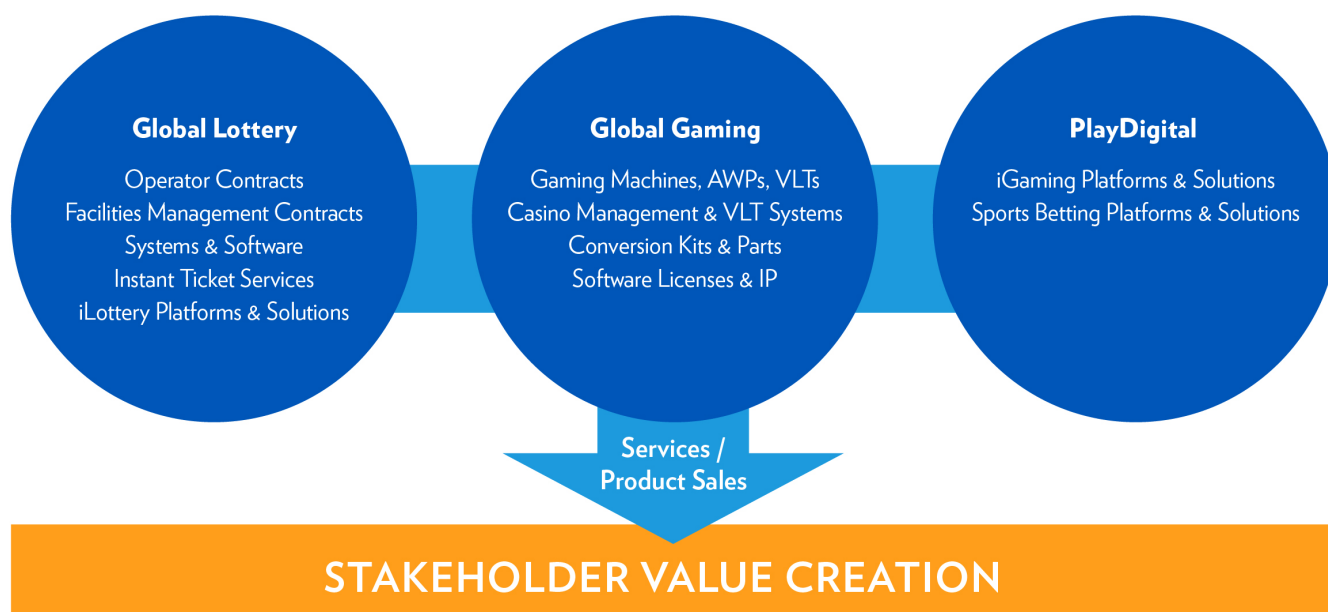 Global Lottery
Operator Contracts
Facilities Management Contracts
Systems & Software
Instant Ticket Services
iLottery Platforms & Solutions
Global Gaming
Gaming Machines, AWPs, VLTs
Casino Management & VLT Systems
Conversion Kits & Parts
Software Licenses & IP
PlayDigital
iGaming Platforms & Solutions
Sports Betting Platforms & Solutions
Services /
Product Sales
STAKEHOLDER VALUE CREATION